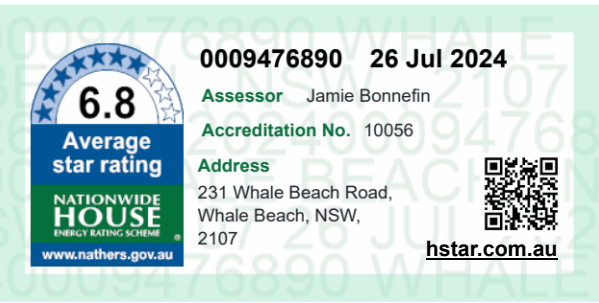 0009476890 26 Jul 2024
6.8
Average
star rating
NATIONWIDE
HOUSE
ENERGY RATING SCHEME ®
www.nathers.gov.au
Assessor Jamie Bonnefin
Accreditation No. 10056
Address
231 Whale Beach Road,
Whale Beach, NSW,
2107
hstar.com.au